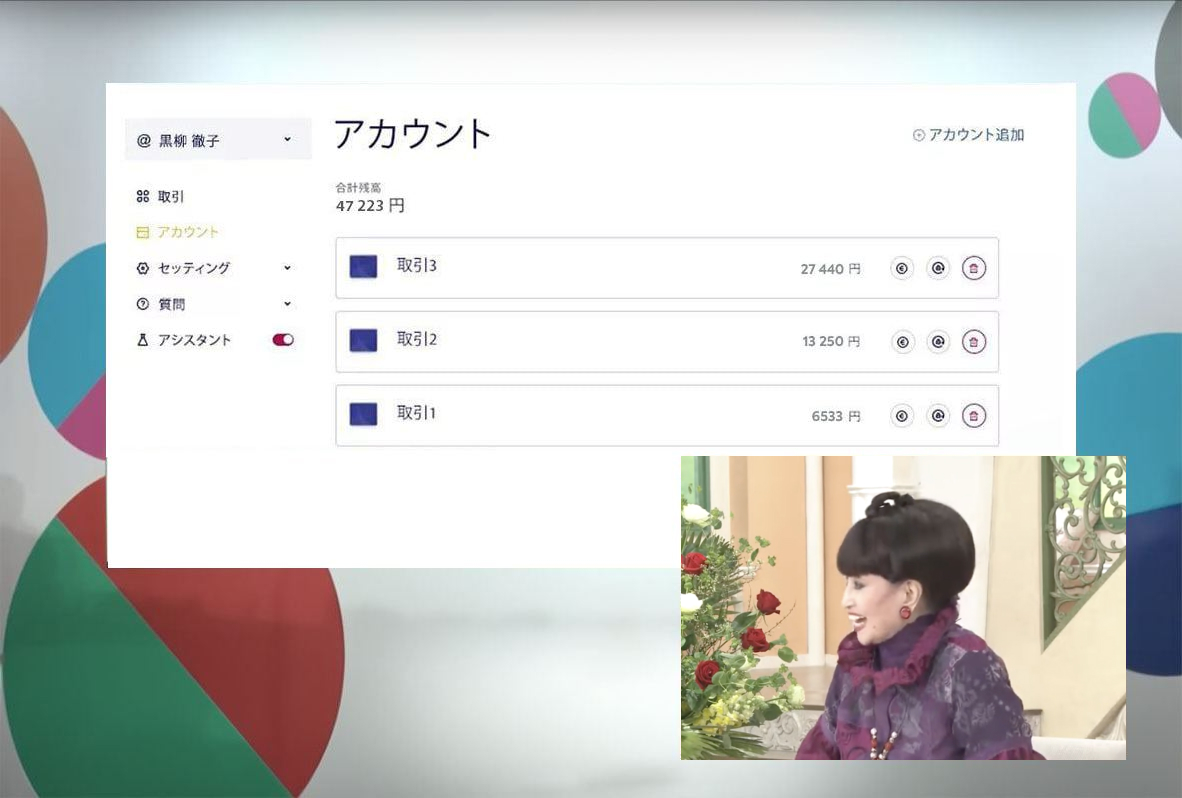 @ 黒柳 徹子
アカウント
アカウント追加
取引
アカウント
セッティング
質問
アシスタント
合計残高
47 223 円
取引3
27 440 円
取引2
13 250 円
取引1
6533 円